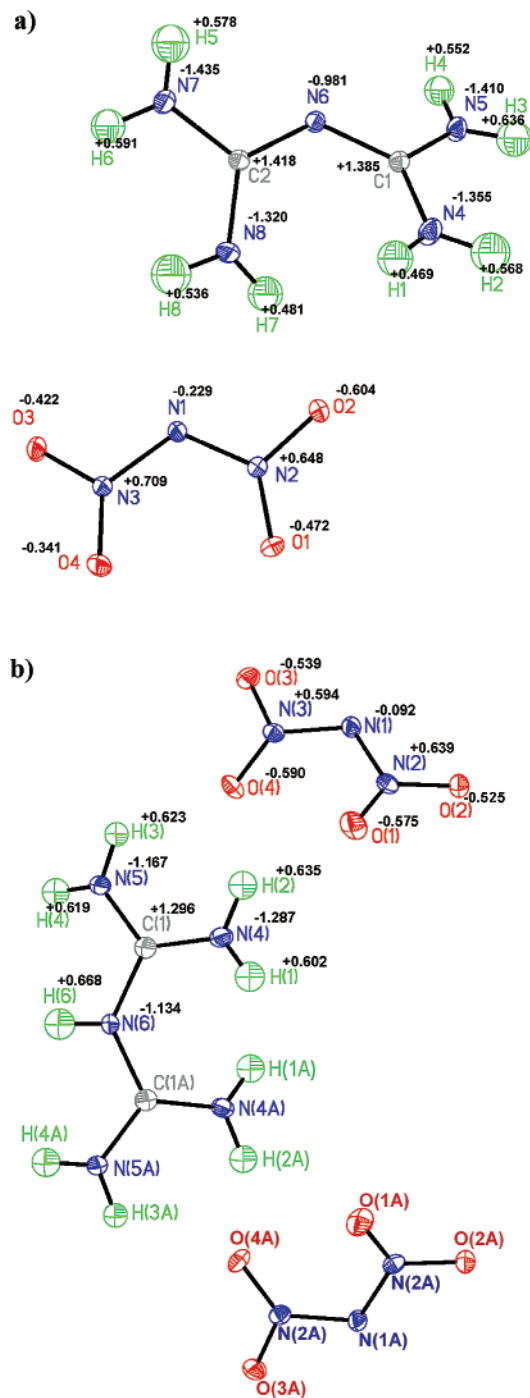 a)
+0.578
H5
-1.435
N7
-0.981
N6
+0.552
H4
-1.410
N5
H3
+0.636
+0.591
H6
+1.418
C2
+1.385
C1
-1.320
N8
-1.355
N4
+0.536
H8
+0.481
H7
+0.469
H1
+0.568
H2
-0.422
O3
-0.229
N1
-0.604
O2
+0.709
N3
+0.648
N2
-0.341
O4
-0.472
O1
b)
-0.539
O(3)
+0.594
N(3)
-0.092
N(1)
+0.639
N(2)
-0.590
O(4)
-0.575
O(1)
-0.525
O(2)
+0.623
H(3)
-1.167
N(5)
+0.635
H(2)
+0.619
H(4)
+1.296
C(1)
-1.287
N(4)
+0.602
H(1)
+0.668
H(6)
-1.134
N(6)
C(1A)
H(1A)
H(4A)
N(4A)
N(5A)
H(2A)
H(3A)
O(1A)
O(4A)
O(2A)
N(2A)
N(2A)
N(1A)
O(3A)